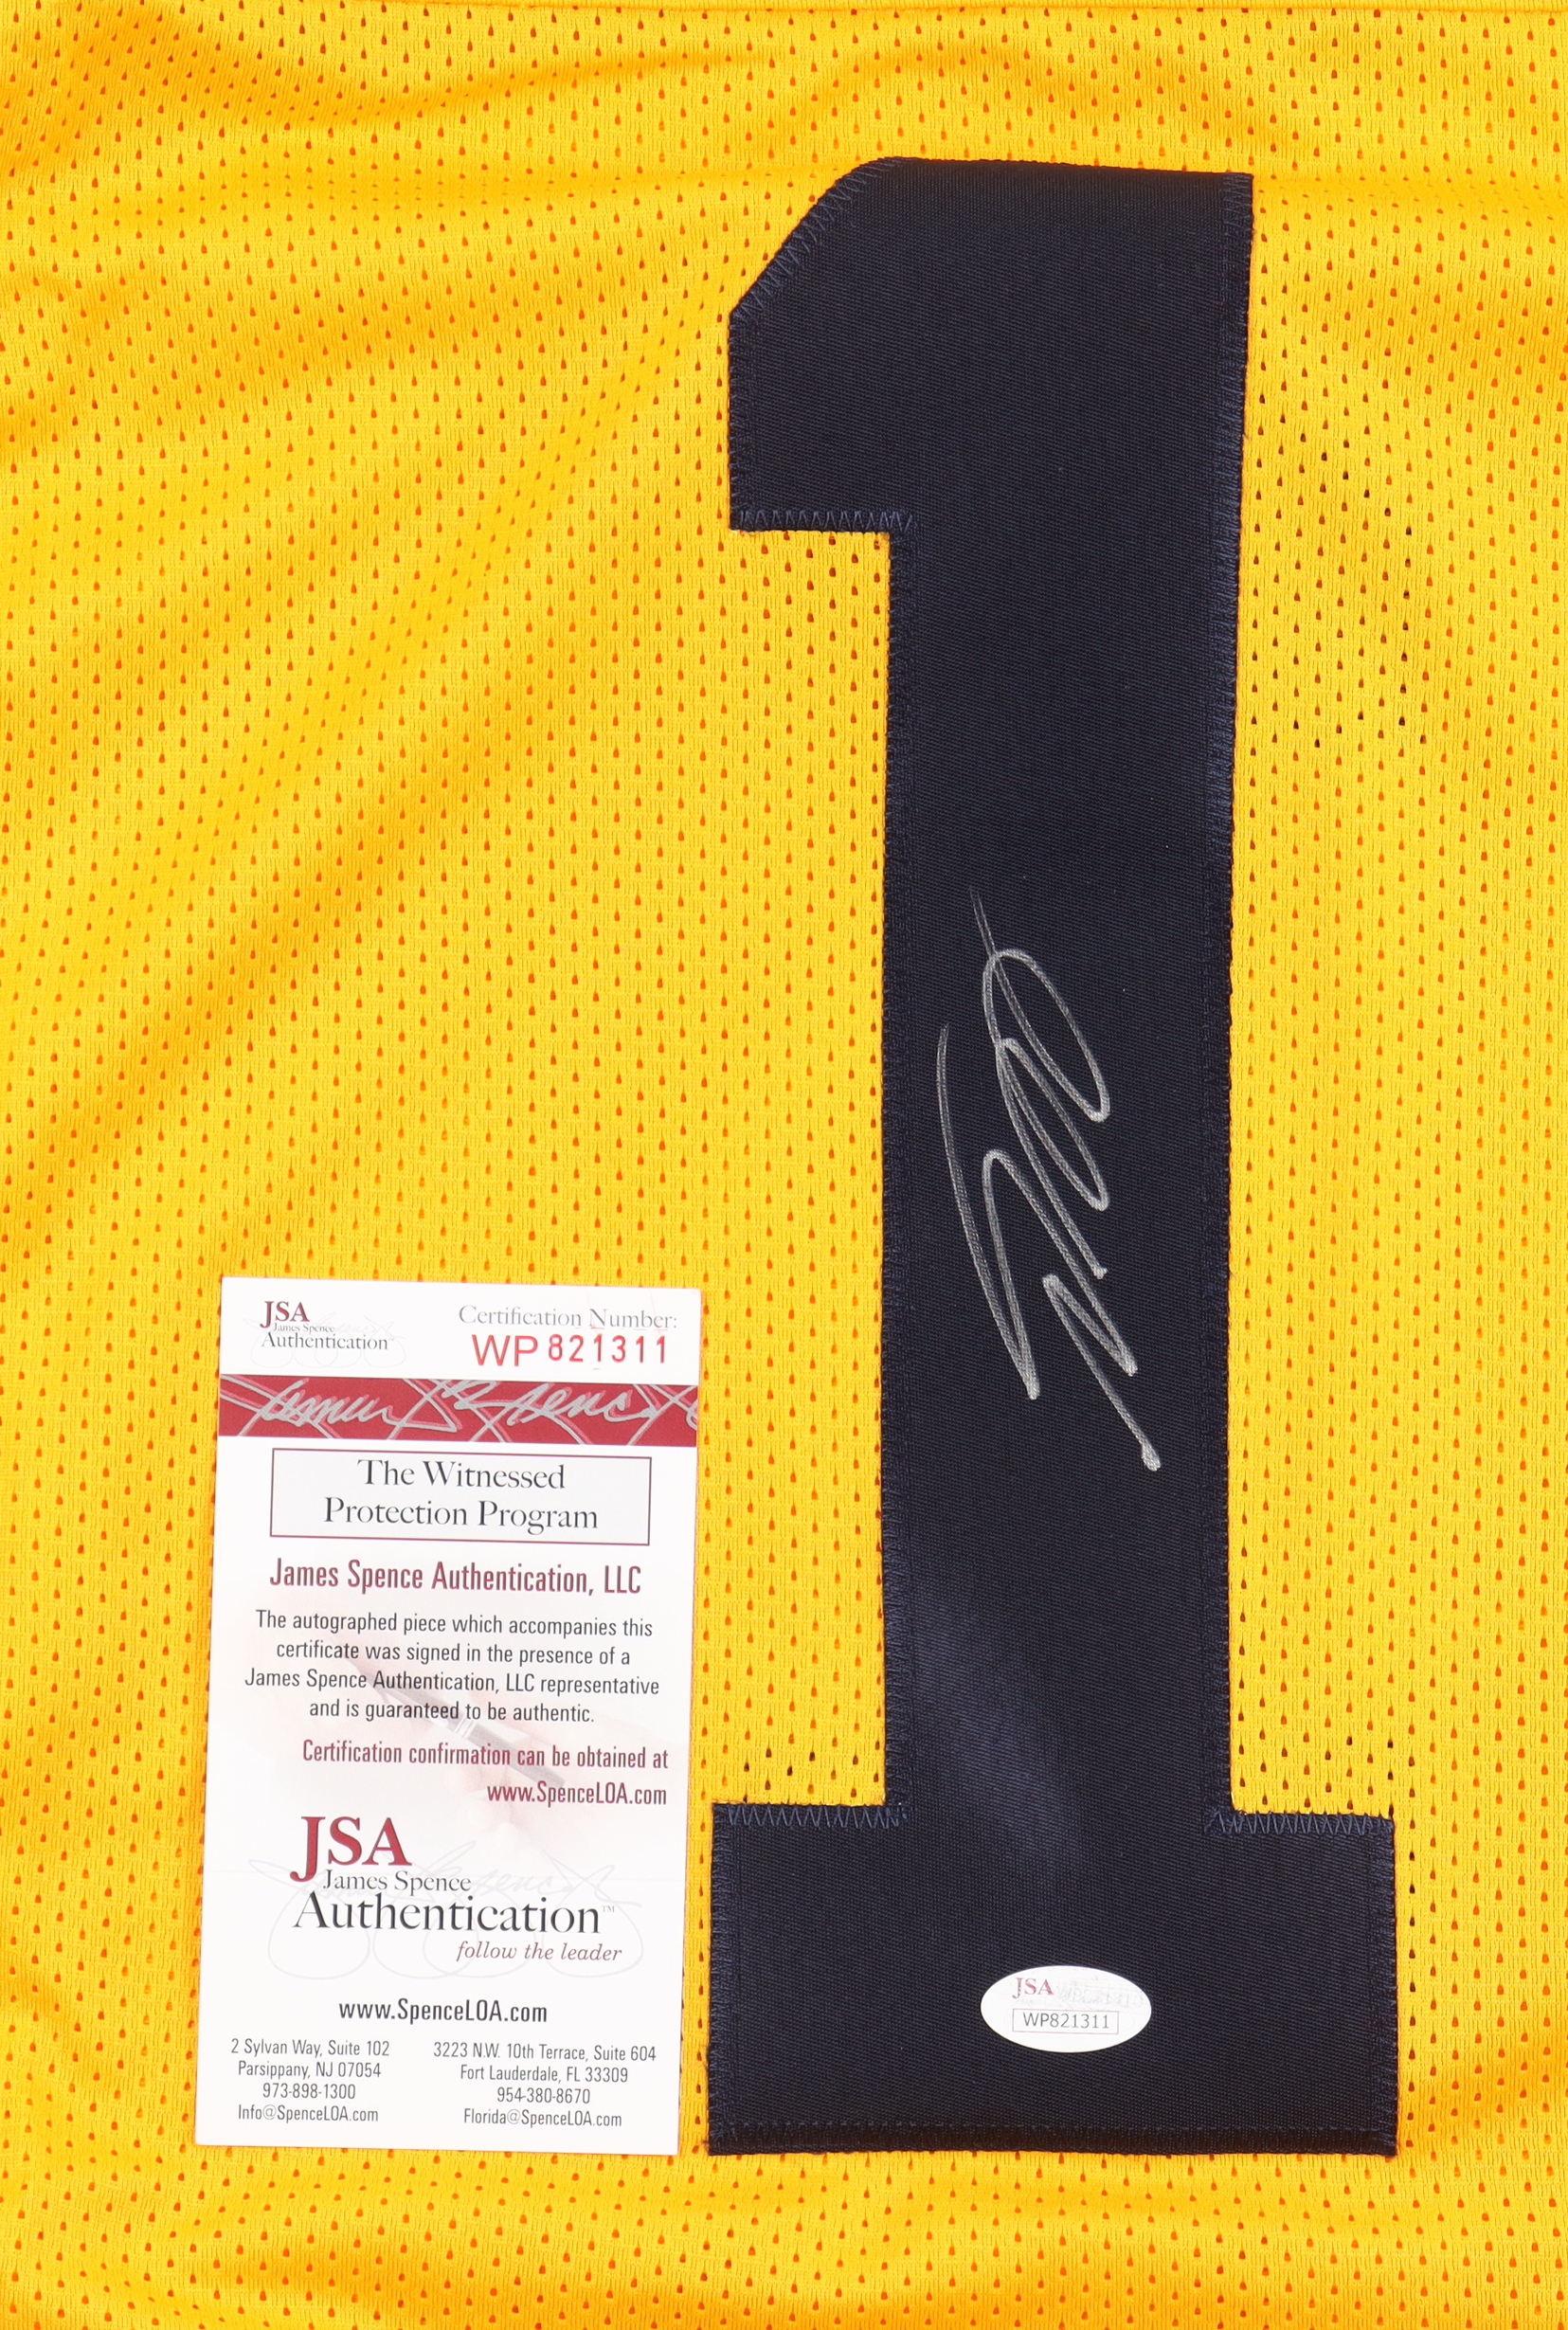 1
JSA
James Spence
Authentication
Certification Number:
WP 821311
The Witnessed
Protection Program
James Spence Authentication, LLC
The autographed piece which accompanies this
certificate was signed in the presence of a
James Spence Authentication, LLC representative
and is guaranteed to be authentic.
Certification confirmation can be obtained at
www.SpenceLOA.com
JSA
James Spence
Authentication™
follow the leader
www.SpenceLOA.com
2 Sylvan Way, Suite 102
Parsippany, NJ 07054
973-898-1300
Info@SpenceLOA.com
3223 N.W. 10th Terrace, Suite 604
Fort Lauderdale, FL 33309
954-380-8670
Florida@SpenceLOA.com
JSA
WP821311